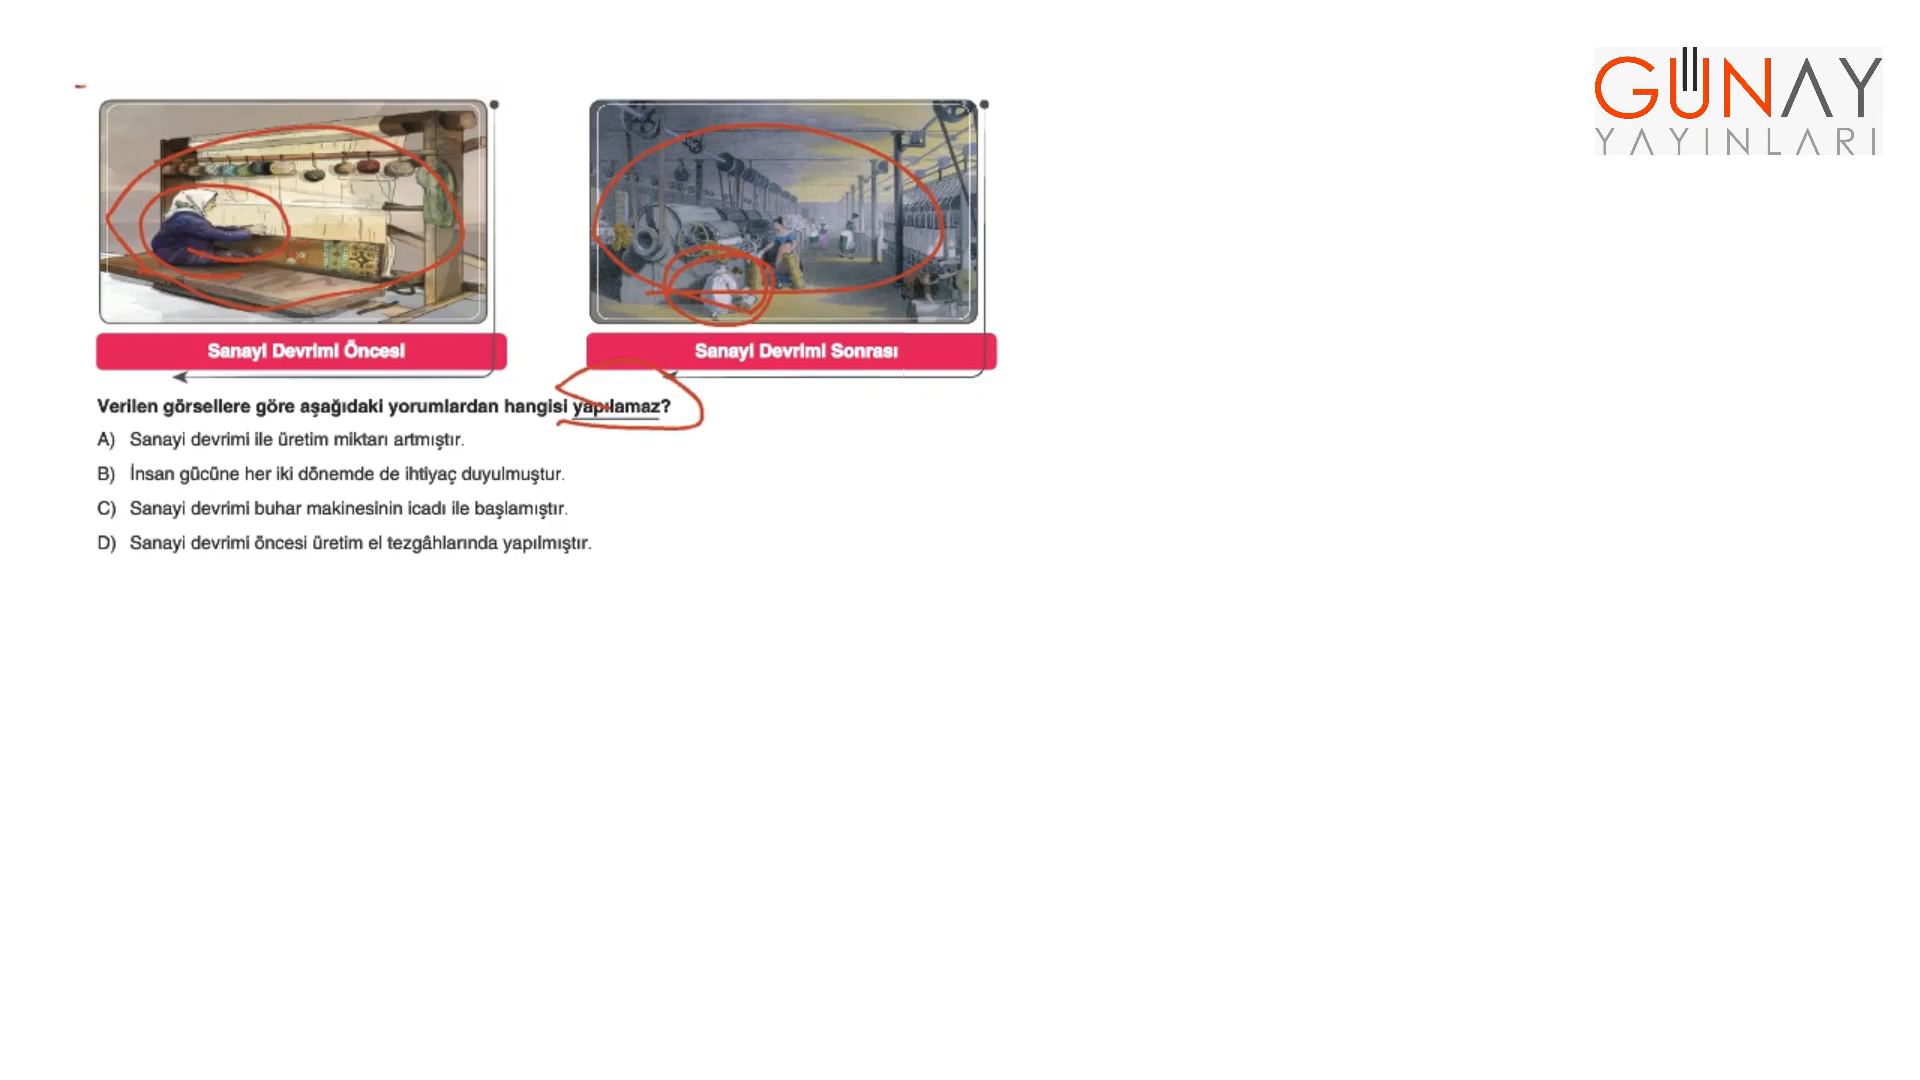 GÜNAY
YAYINLARI
Sanayi Devrimi Öncesi
Sanayi Devrimi Sonrası
Verilen görsellere göre aşağıdaki yorumlardan hangisi yapılamaz?
A) Sanayi devrimi ile üretim miktarı artmıştır.
B) İnsan gücüne her iki dönemde de ihtiyaç duyulmuştur.
C) Sanayi devrimi buhar makinesinin icadı ile başlamıştır.
D) Sanayi devrimi öncesi üretim el tezgâhlarında yapılmıştır.